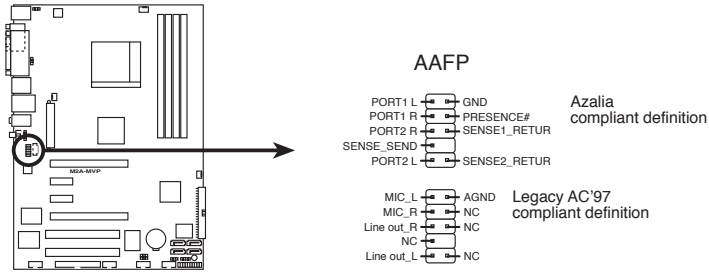 AAFP
PORT1 L GND
PORT1 R PRESENCE#
PORT2 R SENSE1_RETUR
SENSE_SEND
PORT2 L SENSE2_RETUR
Azalia
compliant definition
M2A-MVP
MIC_L AGND
MIC_R NC
Line out_R NC
NC
Line out_L NC
Legacy AC'97
compliant definition